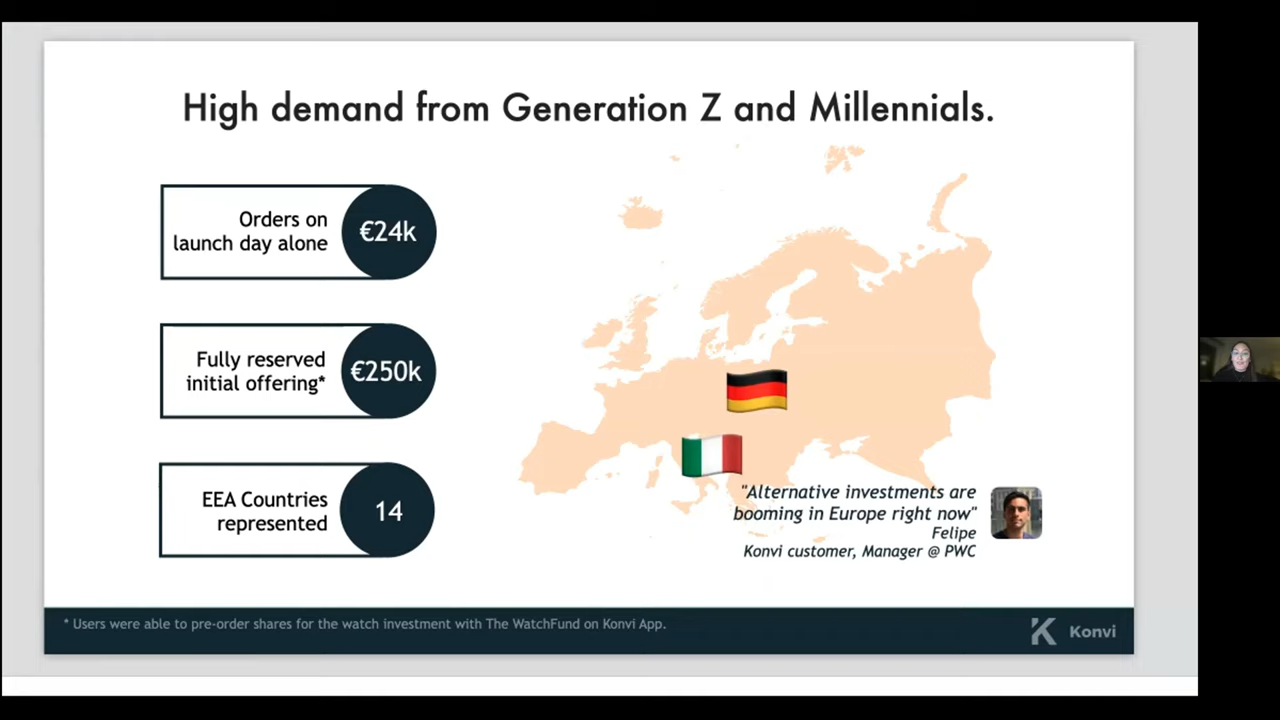 High demand from Generation Z and Millennials.
Orders on
launch day alone
€24k
Fully reserved
initial offering*
€250k
EEA Countries
represented
14
"Alternative investments are
booming in Europe right now"
Felipe
Konvi customer, Manager @ PWC
* Users were able to pre-order shares for the watch investment with The WatchFund on Konvi App.
Konvi